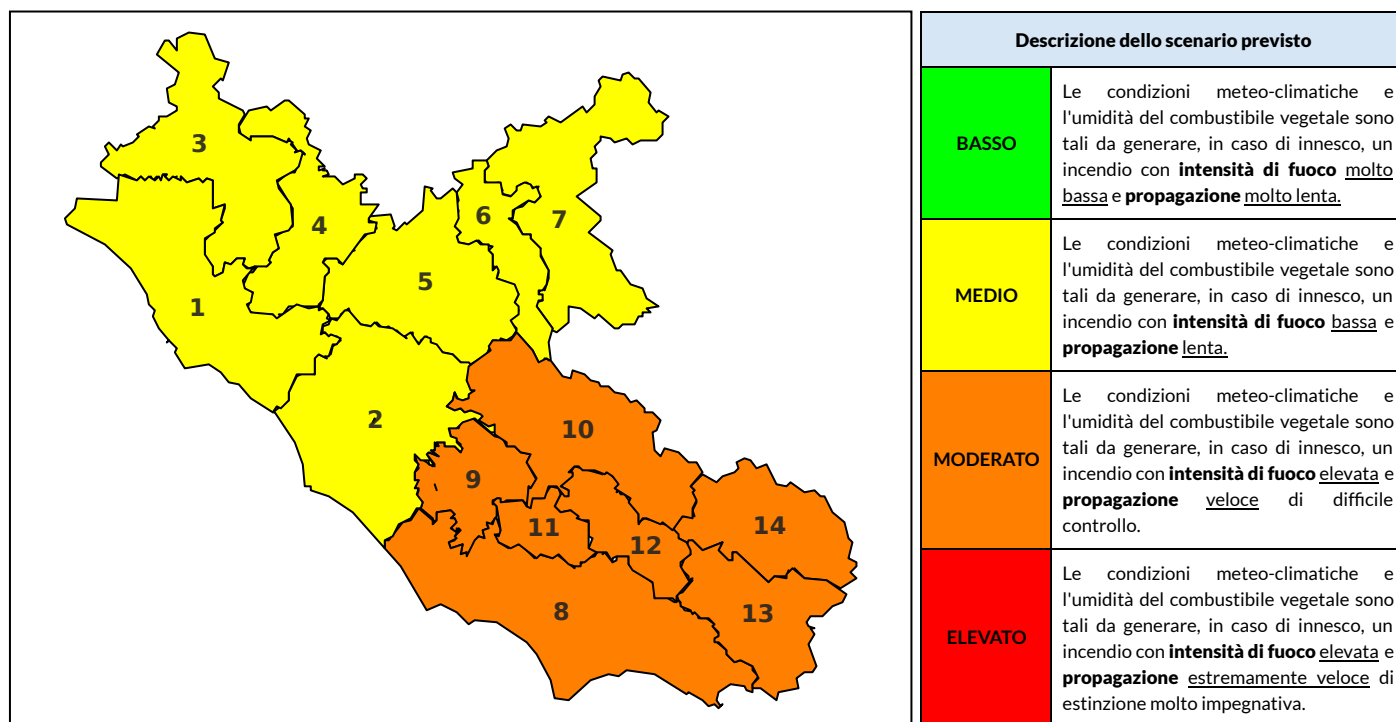 3
4
6
7
5
1
2
10
9
11
12
14
8
13
Descrizione dello scenario previsto
BASSO
Le condizioni meteo-climatiche e
l'umidità del combustibile vegetale sono
tali da generare, in caso di innesco, un
incendio con intensità di fuoco molto
bassa e propagazione molto lenta.
MEDIO
Le condizioni meteo-climatiche e
l'umidità del combustibile vegetale sono
tali da generare, in caso di innesco, un
incendio con intensità di fuoco bassa e
propagazione lenta.
MODERATO
Le condizioni meteo-climatiche e
l'umidità del combustibile vegetale sono
tali da generare, in caso di innesco, un
incendio con intensità di fuoco elevata e
propagazione veloce di difficile
controllo.
ELEVATO
Le condizioni meteo-climatiche e
l'umidità del combustibile vegetale sono
tali da generare, in caso di innesco, un
incendio con intensità di fuoco elevata e
propagazione estremamente veloce di
estinzione molto impegnativa.